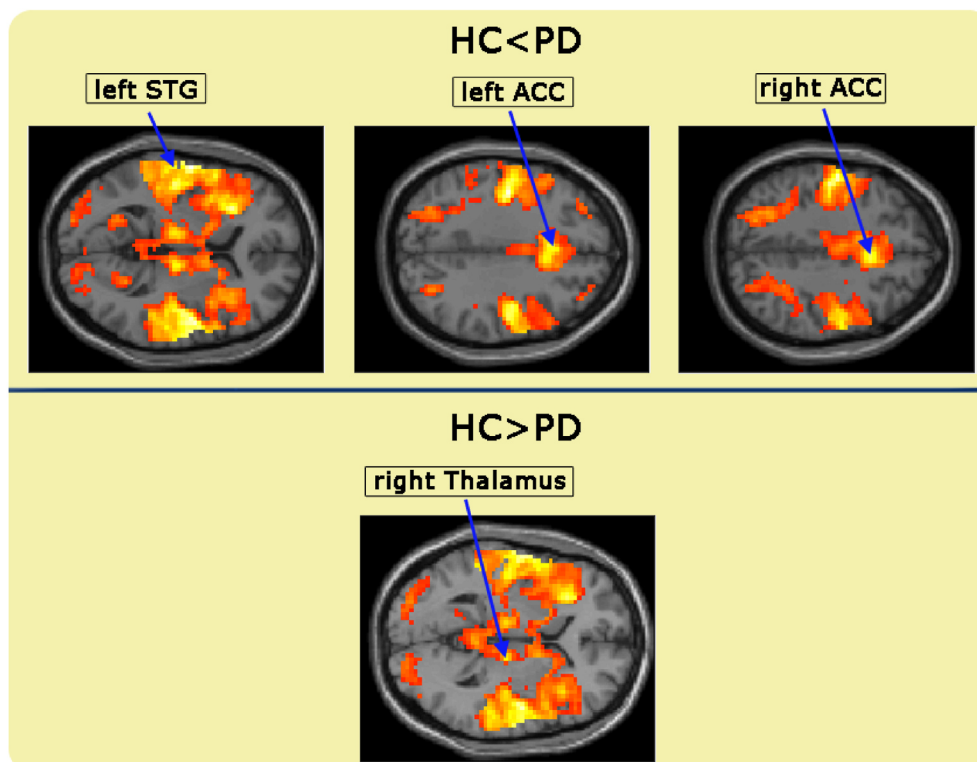 HC<PD
left STG
left ACC
right ACC
HC>PD
right Thalamus